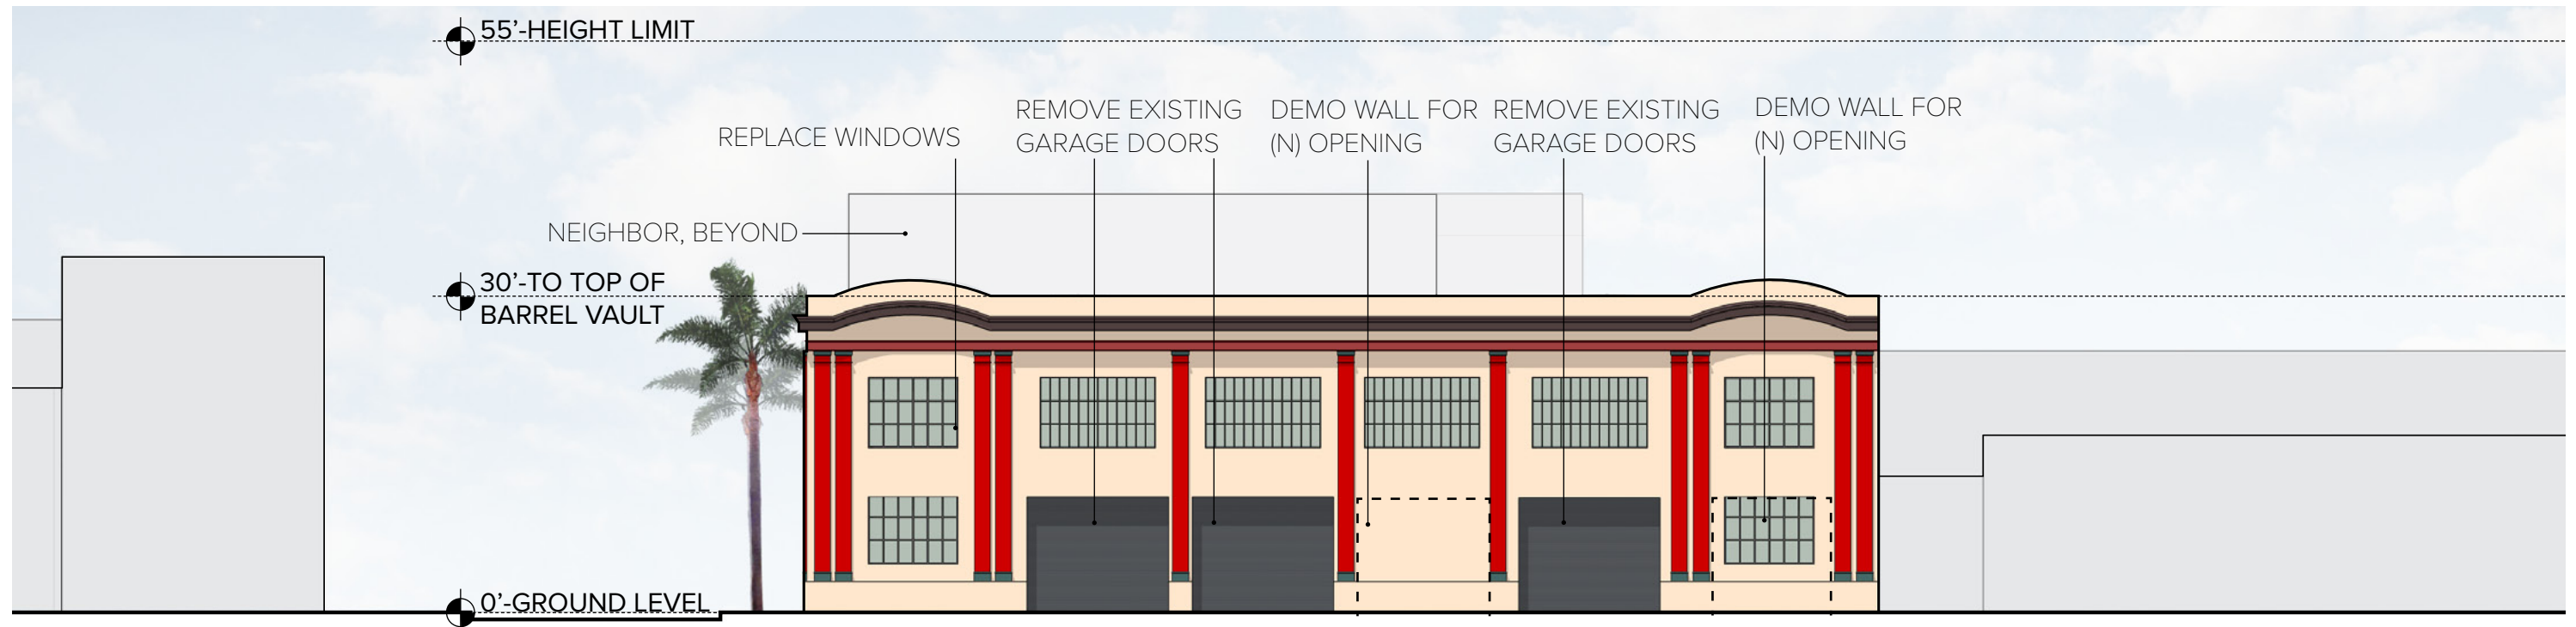 55’-HEIGHT LIMIT
REPLACE WINDOWS
REMOVE EXISTING
GARAGE DOORS
DEMO WALL FOR
(N) OPENING
REMOVE EXISTING
GARAGE DOORS
DEMO WALL FOR
(N) OPENING
NEIGHBOR, BEYOND
30’-TO TOP OF
BARREL VAULT
0’-GROUND LEVEL